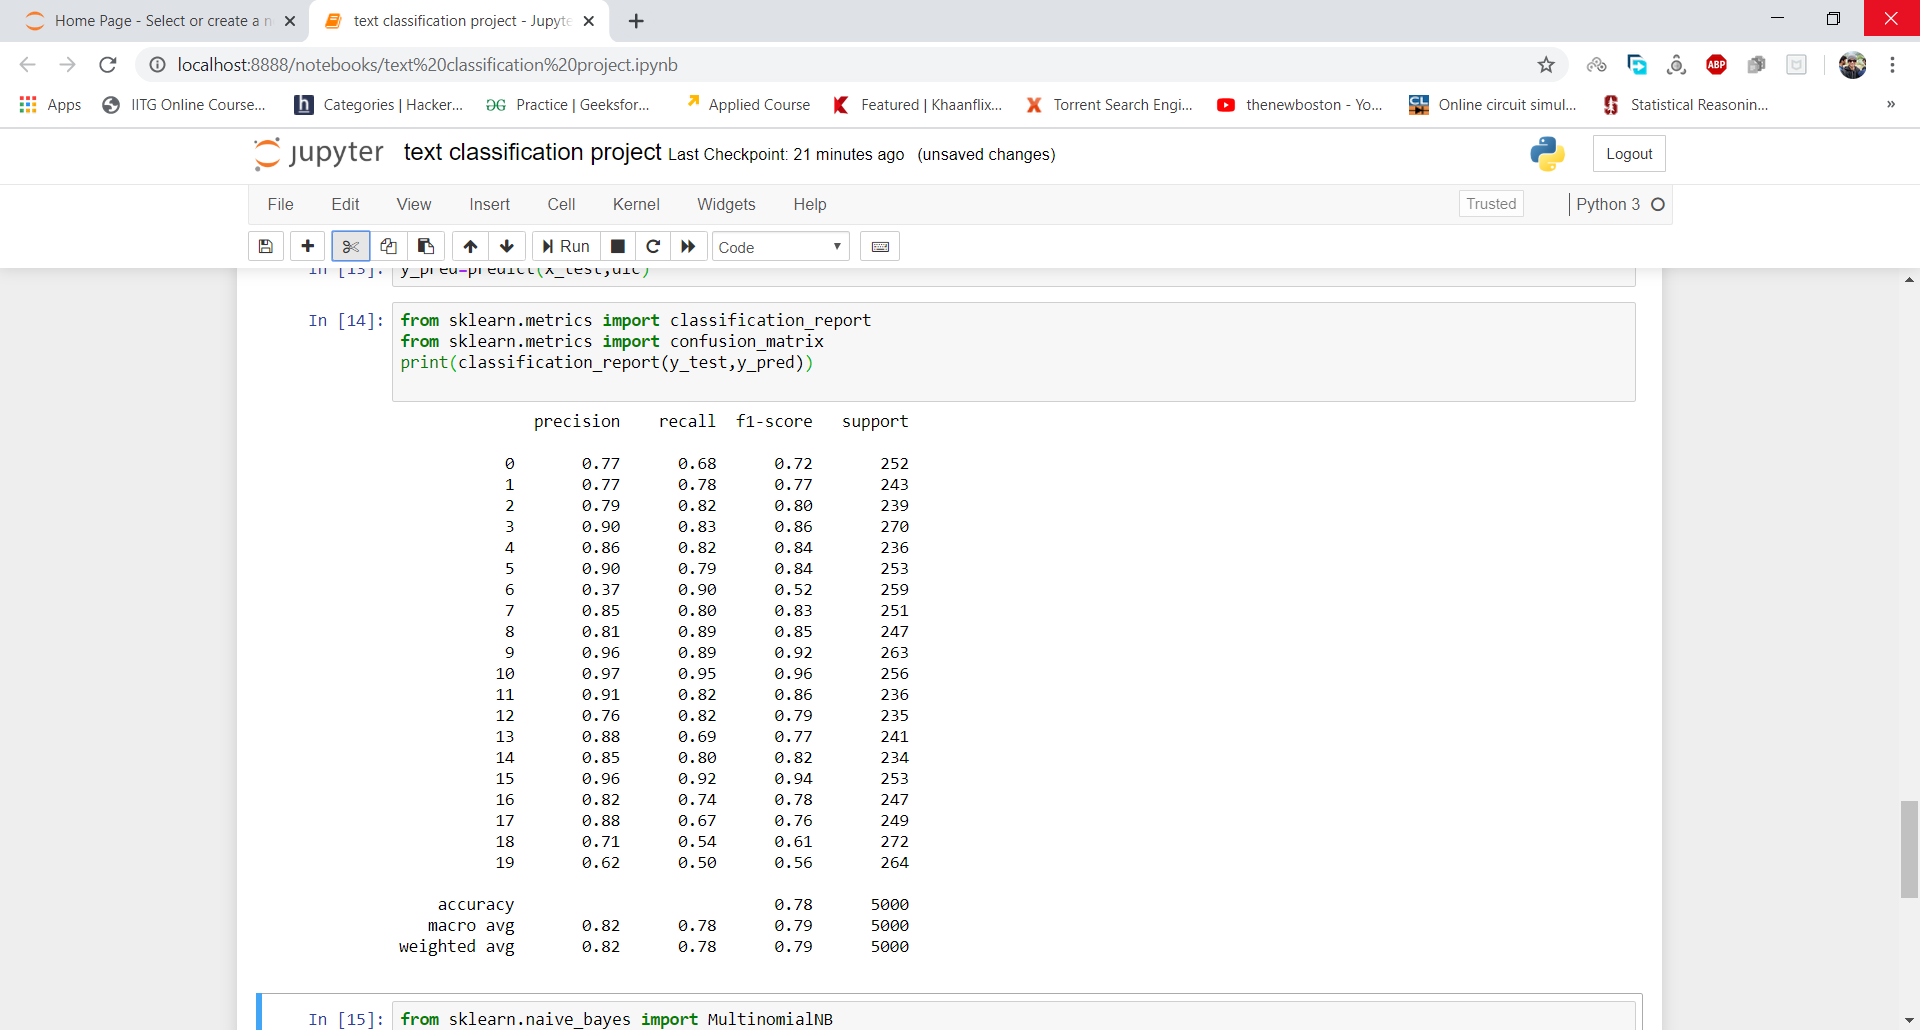 Home Page - Select or create a n
text classification project - Jupyte
localhost:8888/notebooks/text%20classification%20project.ipynb
ABP
Apps
IITG Online Course...
h Categories | Hacker...
Practice | Geeksfor...
Applied Course
Featured | Khaanflix...
Torrent Search Engi...
thenewboston - Yo...
CL Online circuit simul...
Statistical Reasonin...
»
jupyter text classification project Last Checkpoint: 21 minutes ago (unsaved changes)
Logout
File Edit View Insert Cell Kernel Widgets Help
Trusted
Python 3
Run
Code
In [13]: y_pred=predict(x_test,dic)
In [14]: from sklearn.metrics import classification_report
from sklearn.metrics import confusion_matrix
print(classification_report(y_test,y_pred))
precision recall f1-score support
0 0.77 0.68 0.72 252
1 0.77 0.78 0.77 243
2 0.79 0.82 0.80 239
3 0.90 0.83 0.86 270
4 0.86 0.82 0.84 236
5 0.90 0.79 0.84 253
6 0.37 0.90 0.52 259
7 0.85 0.80 0.83 251
8 0.81 0.89 0.85 247
9 0.96 0.89 0.92 263
10 0.97 0.95 0.96 256
11 0.91 0.82 0.86 236
12 0.76 0.82 0.79 235
13 0.88 0.69 0.77 241
14 0.85 0.80 0.82 234
15 0.96 0.92 0.94 253
16 0.82 0.74 0.78 247
17 0.88 0.67 0.76 249
18 0.71 0.54 0.61 272
19 0.62 0.50 0.56 264
accuracy 0.78 5000
macro avg 0.82 0.78 0.79 5000
weighted avg 0.82 0.78 0.79 5000
In [15]: from sklearn.naive_bayes import MultinomialNB